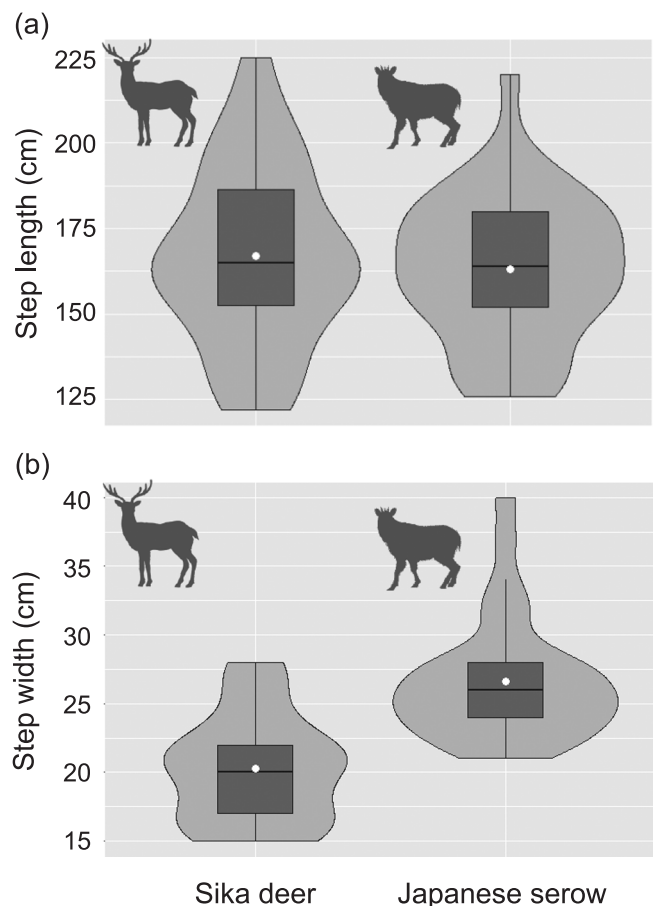 (a)
225
200
175
150
125
Step length (cm)
(b)
40
35
30
25
20
15
Step width (cm)
Sika deer
Japanese serow